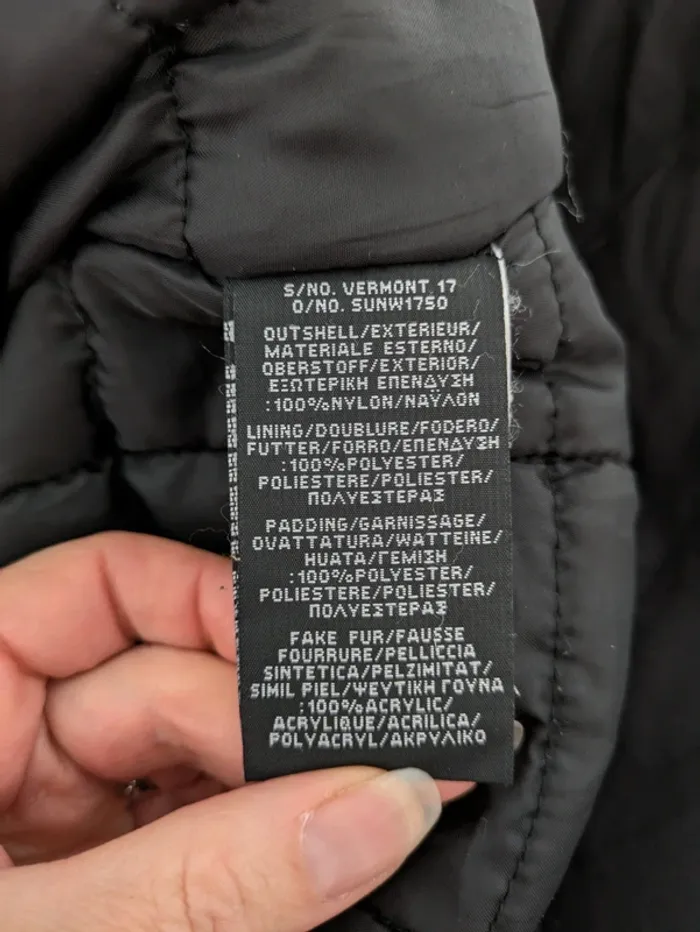 S/NO. VERMONT 17
O/NO. SUNW1750
OUTSHELL/EXTERIEUR/
MATERIALE ESTERNO/
OBERSTOFF/EXTERIOR/
ΕΞΩΤΕΡΙΚΗ ΕΠΕΝΔΥΣΗ
:100%NYLON/ΝΑΥΛΟΝ
LINING/DOUBLURE/FODERO/
FUTTER/FORRO/ΕΠΕΝΔΥΣΗ
:100%POLYESTER/
POLIESTERE/POLIESTER/
ΠΟΛΥΕΣΤΕΡΑΣ
PADDING/GARNISSAGE/
OVATTATURA/WATTEINE/
HUATA/ΓΕΜΙΣΗ
:100%POLYESTER/
POLIESTERE/POLIESTER/
ΠΟΛΥΕΣΤΕΡΑΣ
FAKE FUR/FAUSSE
FOURRURE/PELLICCIA
SINTETICA/PELZIMITAT/
SIMIL PIEL/ΨΕΥΤΙΚΗ ΓΟΥΝΑ
:100%ACRYLIC/
ACRYLIQUE/ACRILICA/
POLYACRYL/ΑΚΡΥΛΙΚΟ